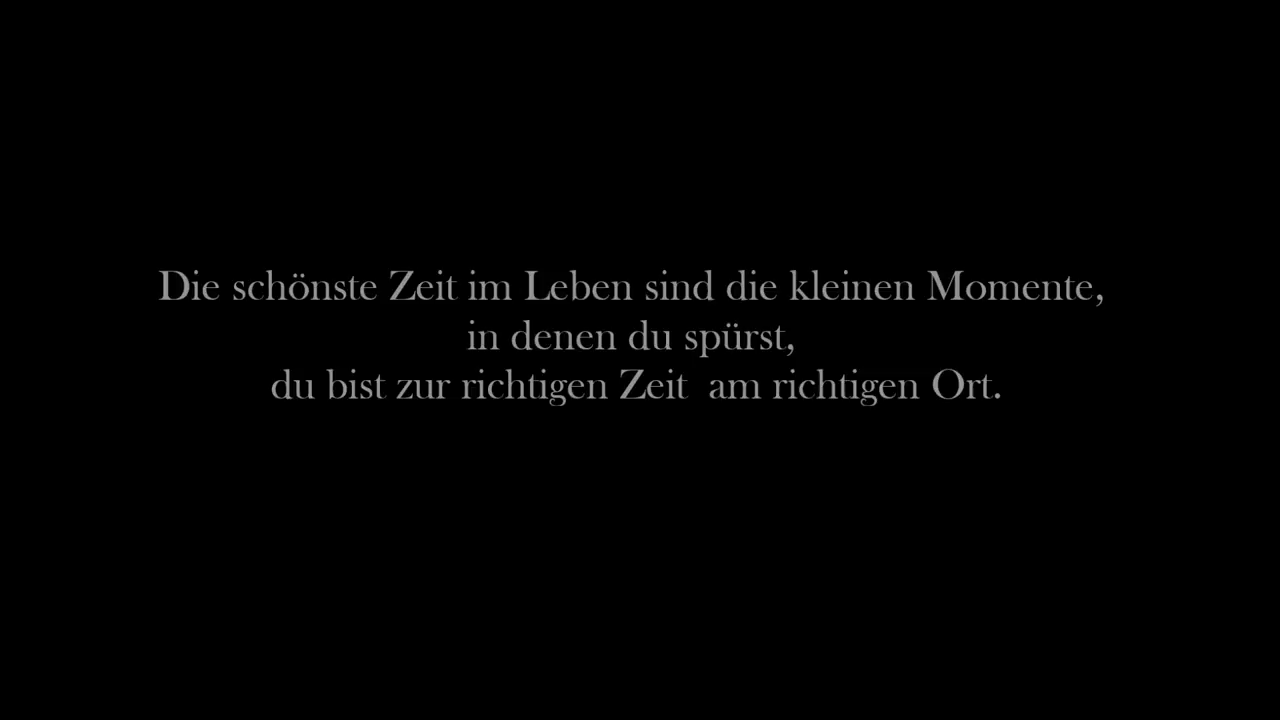 Die schönste Zeit im Leben sind die kleinen Momente,
in denen du spürst,
du bist zur richtigen Zeit  am richtigen Ort.